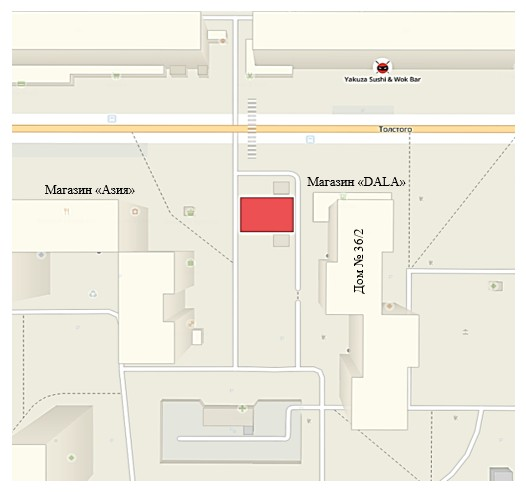 Yakuza Sushi & Wok Bar
Толстого
Магазин «Азия»
Магазин «DALA»
Дом № 36/2